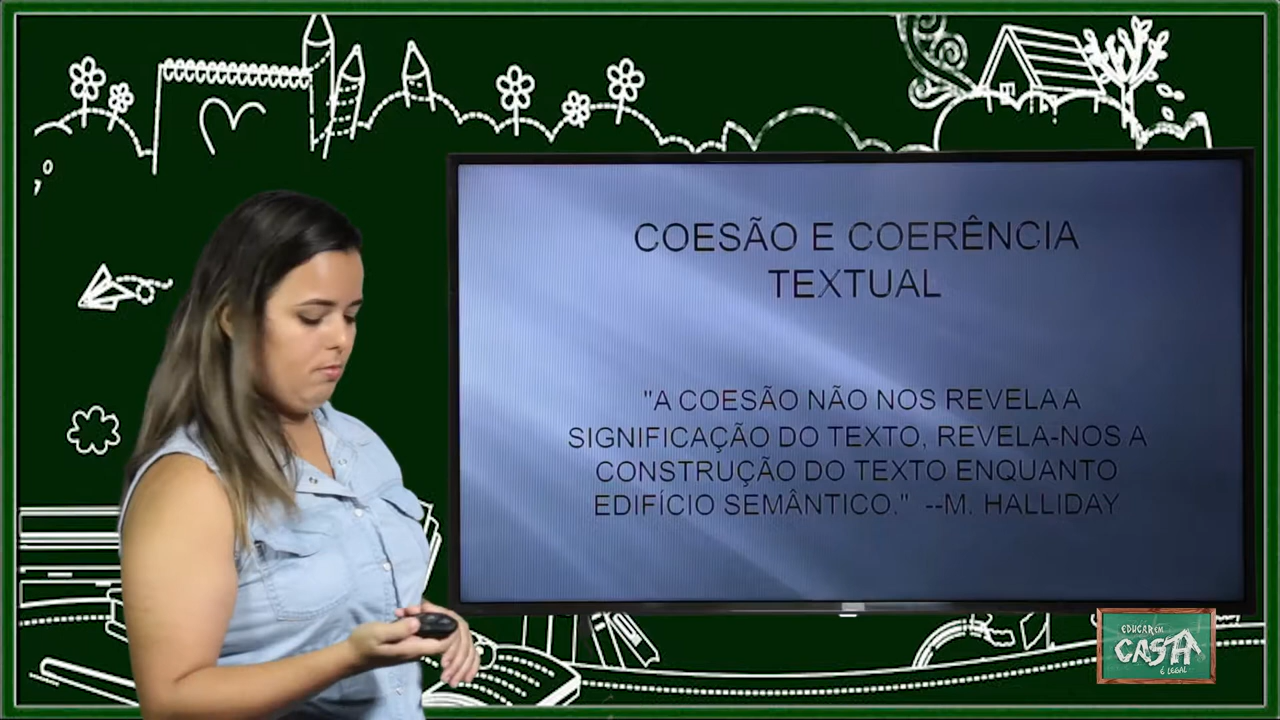 COESÃO E COERÊNCIA
TEXTUAL
"A COESÃO NÃO NOS REVELA A
SIGNIFICAÇÃO DO TEXTO, REVELA-NOS A
CONSTRUÇÃO DO TEXTO ENQUANTO
EDIFÍCIO SEMÂNTICO." --M. HALLIDAY
EDUCAR EM
CASA
É LEGAL